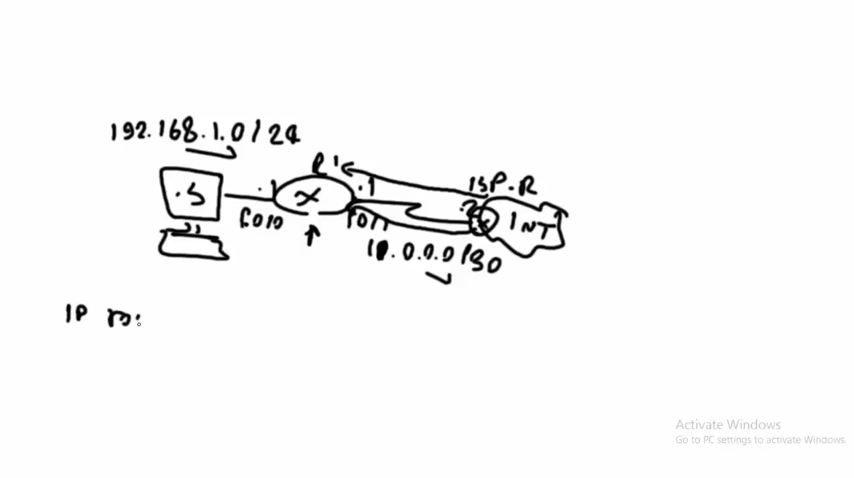 192.168.1.0/24
R1
ISP-R
.1
.1
.2
.5
F0/0
F0/1
INT
10.0.0.0/30
IP
Activate Windows
Go to PC settings to activate Windows.